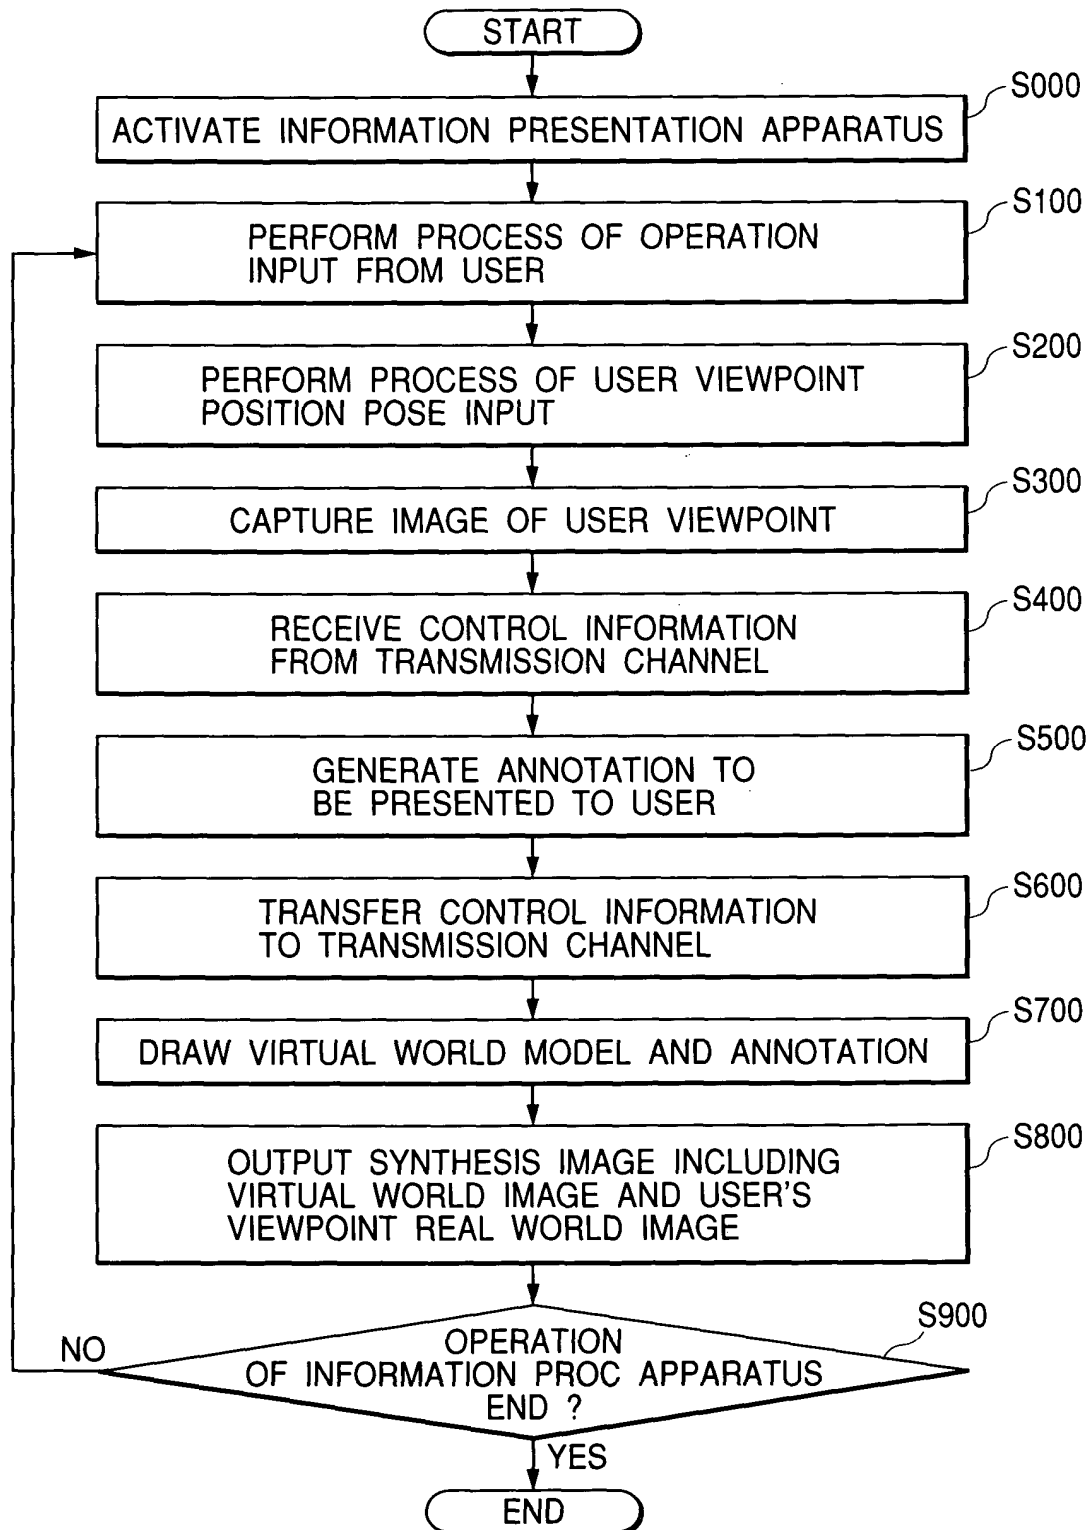 START
S000
ACTIVATE INFORMATION PRESENTATION APPARATUS
S100
PERFORM PROCESS OF OPERATION
INPUT FROM USER
S200
PERFORM PROCESS OF USER VIEWPOINT
POSITION POSE INPUT
S300
CAPTURE IMAGE OF USER VIEWPOINT
S400
RECEIVE CONTROL INFORMATION
FROM TRANSMISSION CHANNEL
S500
GENERATE ANNOTATION TO
BE PRESENTED TO USER
S600
TRANSFER CONTROL INFORMATION
TO TRANSMISSION CHANNEL
S700
DRAW VIRTUAL WORLD MODEL AND ANNOTATION
S800
OUTPUT SYNTHESIS IMAGE INCLUDING
VIRTUAL WORLD IMAGE AND USER'S
VIEWPOINT REAL WORLD IMAGE
S900
NO
OPERATION
OF INFORMATION PROC APPARATUS
END ?
YES
END